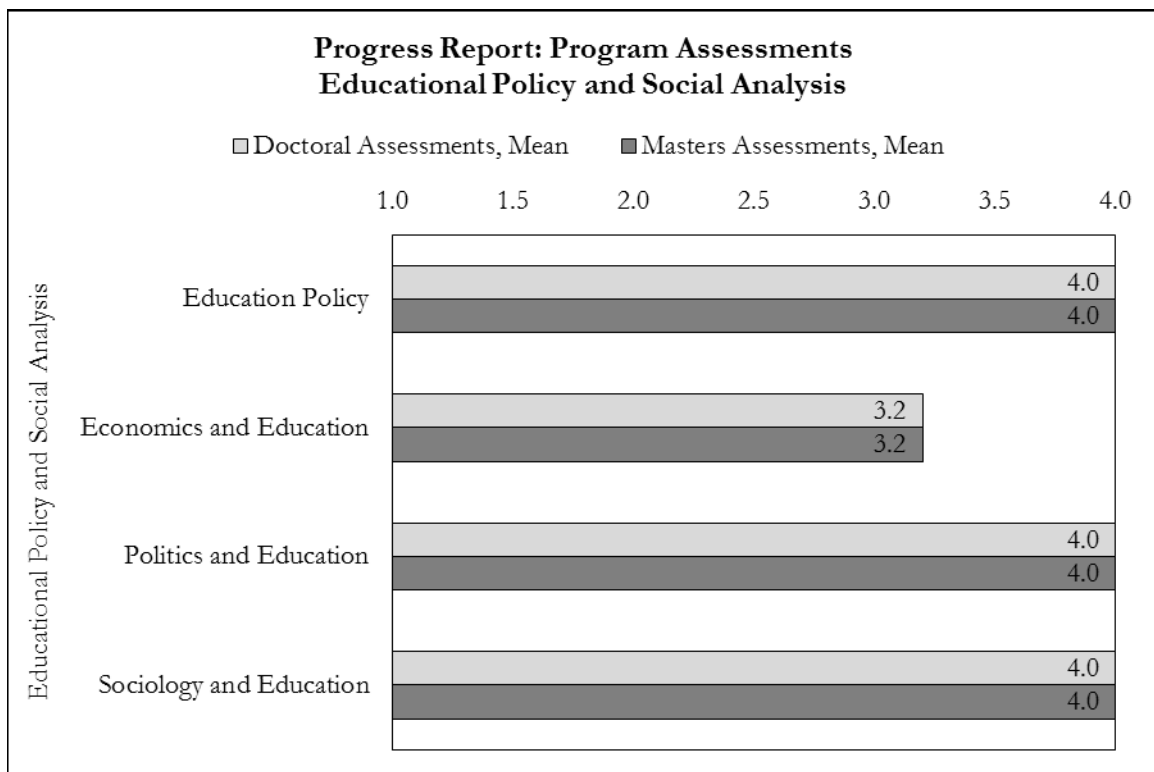 Progress Report: Program Assessments
Educational Policy and Social Analysis
Doctoral Assessments, Mean
Masters Assessments, Mean
1.0 1.5 2.0 2.5 3.0 3.5 4.0
Educational Policy and Social Analysis
Education Policy
4.0
4.0
Economics and Education
3.2
3.2
Politics and Education
4.0
4.0
Sociology and Education
4.0
4.0